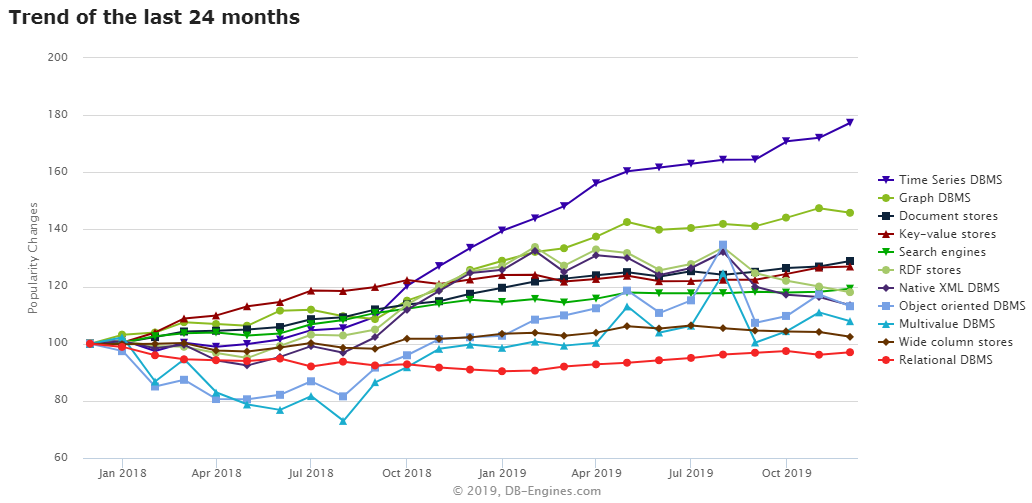 Trend of the last 24 months
200
180
160
140
120
100
80
60
Popularity Changes
Jan 2018
Apr 2018
Jul 2018
Oct 2018
Jan 2019
Apr 2019
Jul 2019
Oct 2019
© 2019, DB-Engines.com
Time Series DBMS
Graph DBMS
Document stores
Key-value stores
Search engines
RDF stores
Native XML DBMS
Object oriented DBMS
Multivalue DBMS
Wide column stores
Relational DBMS